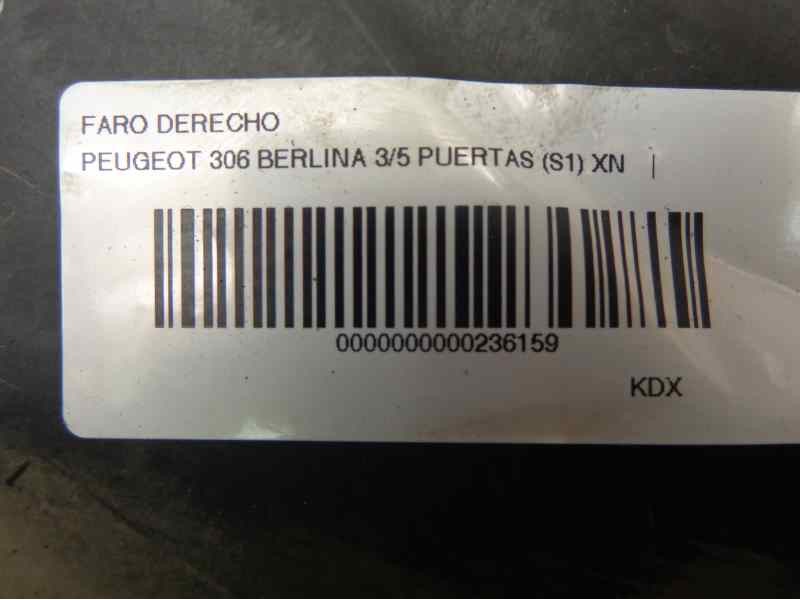 FARO DERECHO
PEUGEOT 306 BERLINA 3/5 PUERTAS (S1) XN |
0000000000236159
KDX